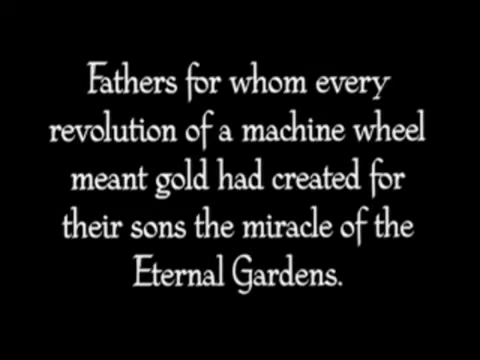 Fathers for whom every
revolution of a machine wheel
meant gold had created for
their sons the miracle of the
Eternal Gardens.